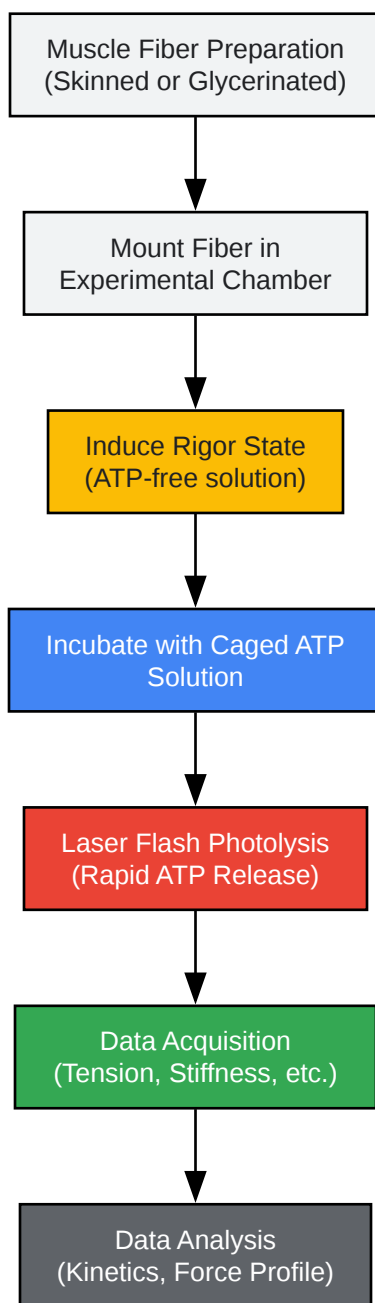 Muscle Fiber Preparation
(Skinned or Glycerinated)
Mount Fiber in
Experimental Chamber
Induce Rigor State
(ATP-free solution)
Incubate with Caged ATP
Solution
Laser Flash Photolysis
(Rapid ATP Release)
Data Acquisition
(Tension, Stiffness, etc.)
Data Analysis
(Kinetics, Force Profile)